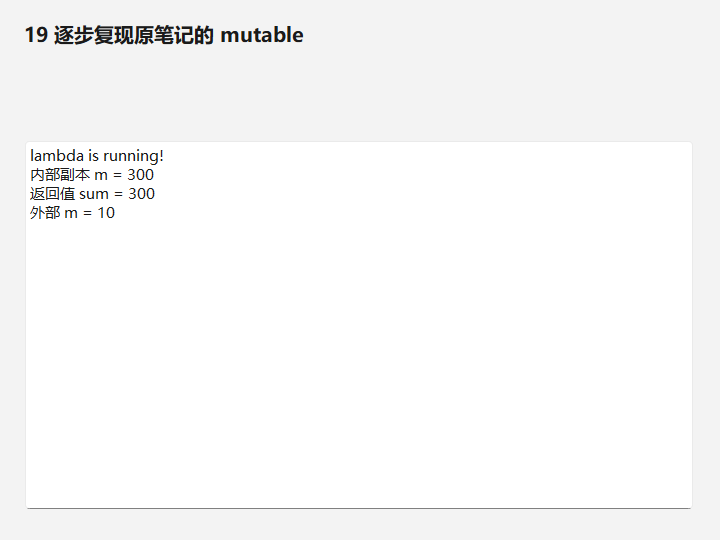 19 逐步复现原笔记的 mutable
lambda is running!
内部副本 m = 300
返回值 sum = 300
外部 m = 10